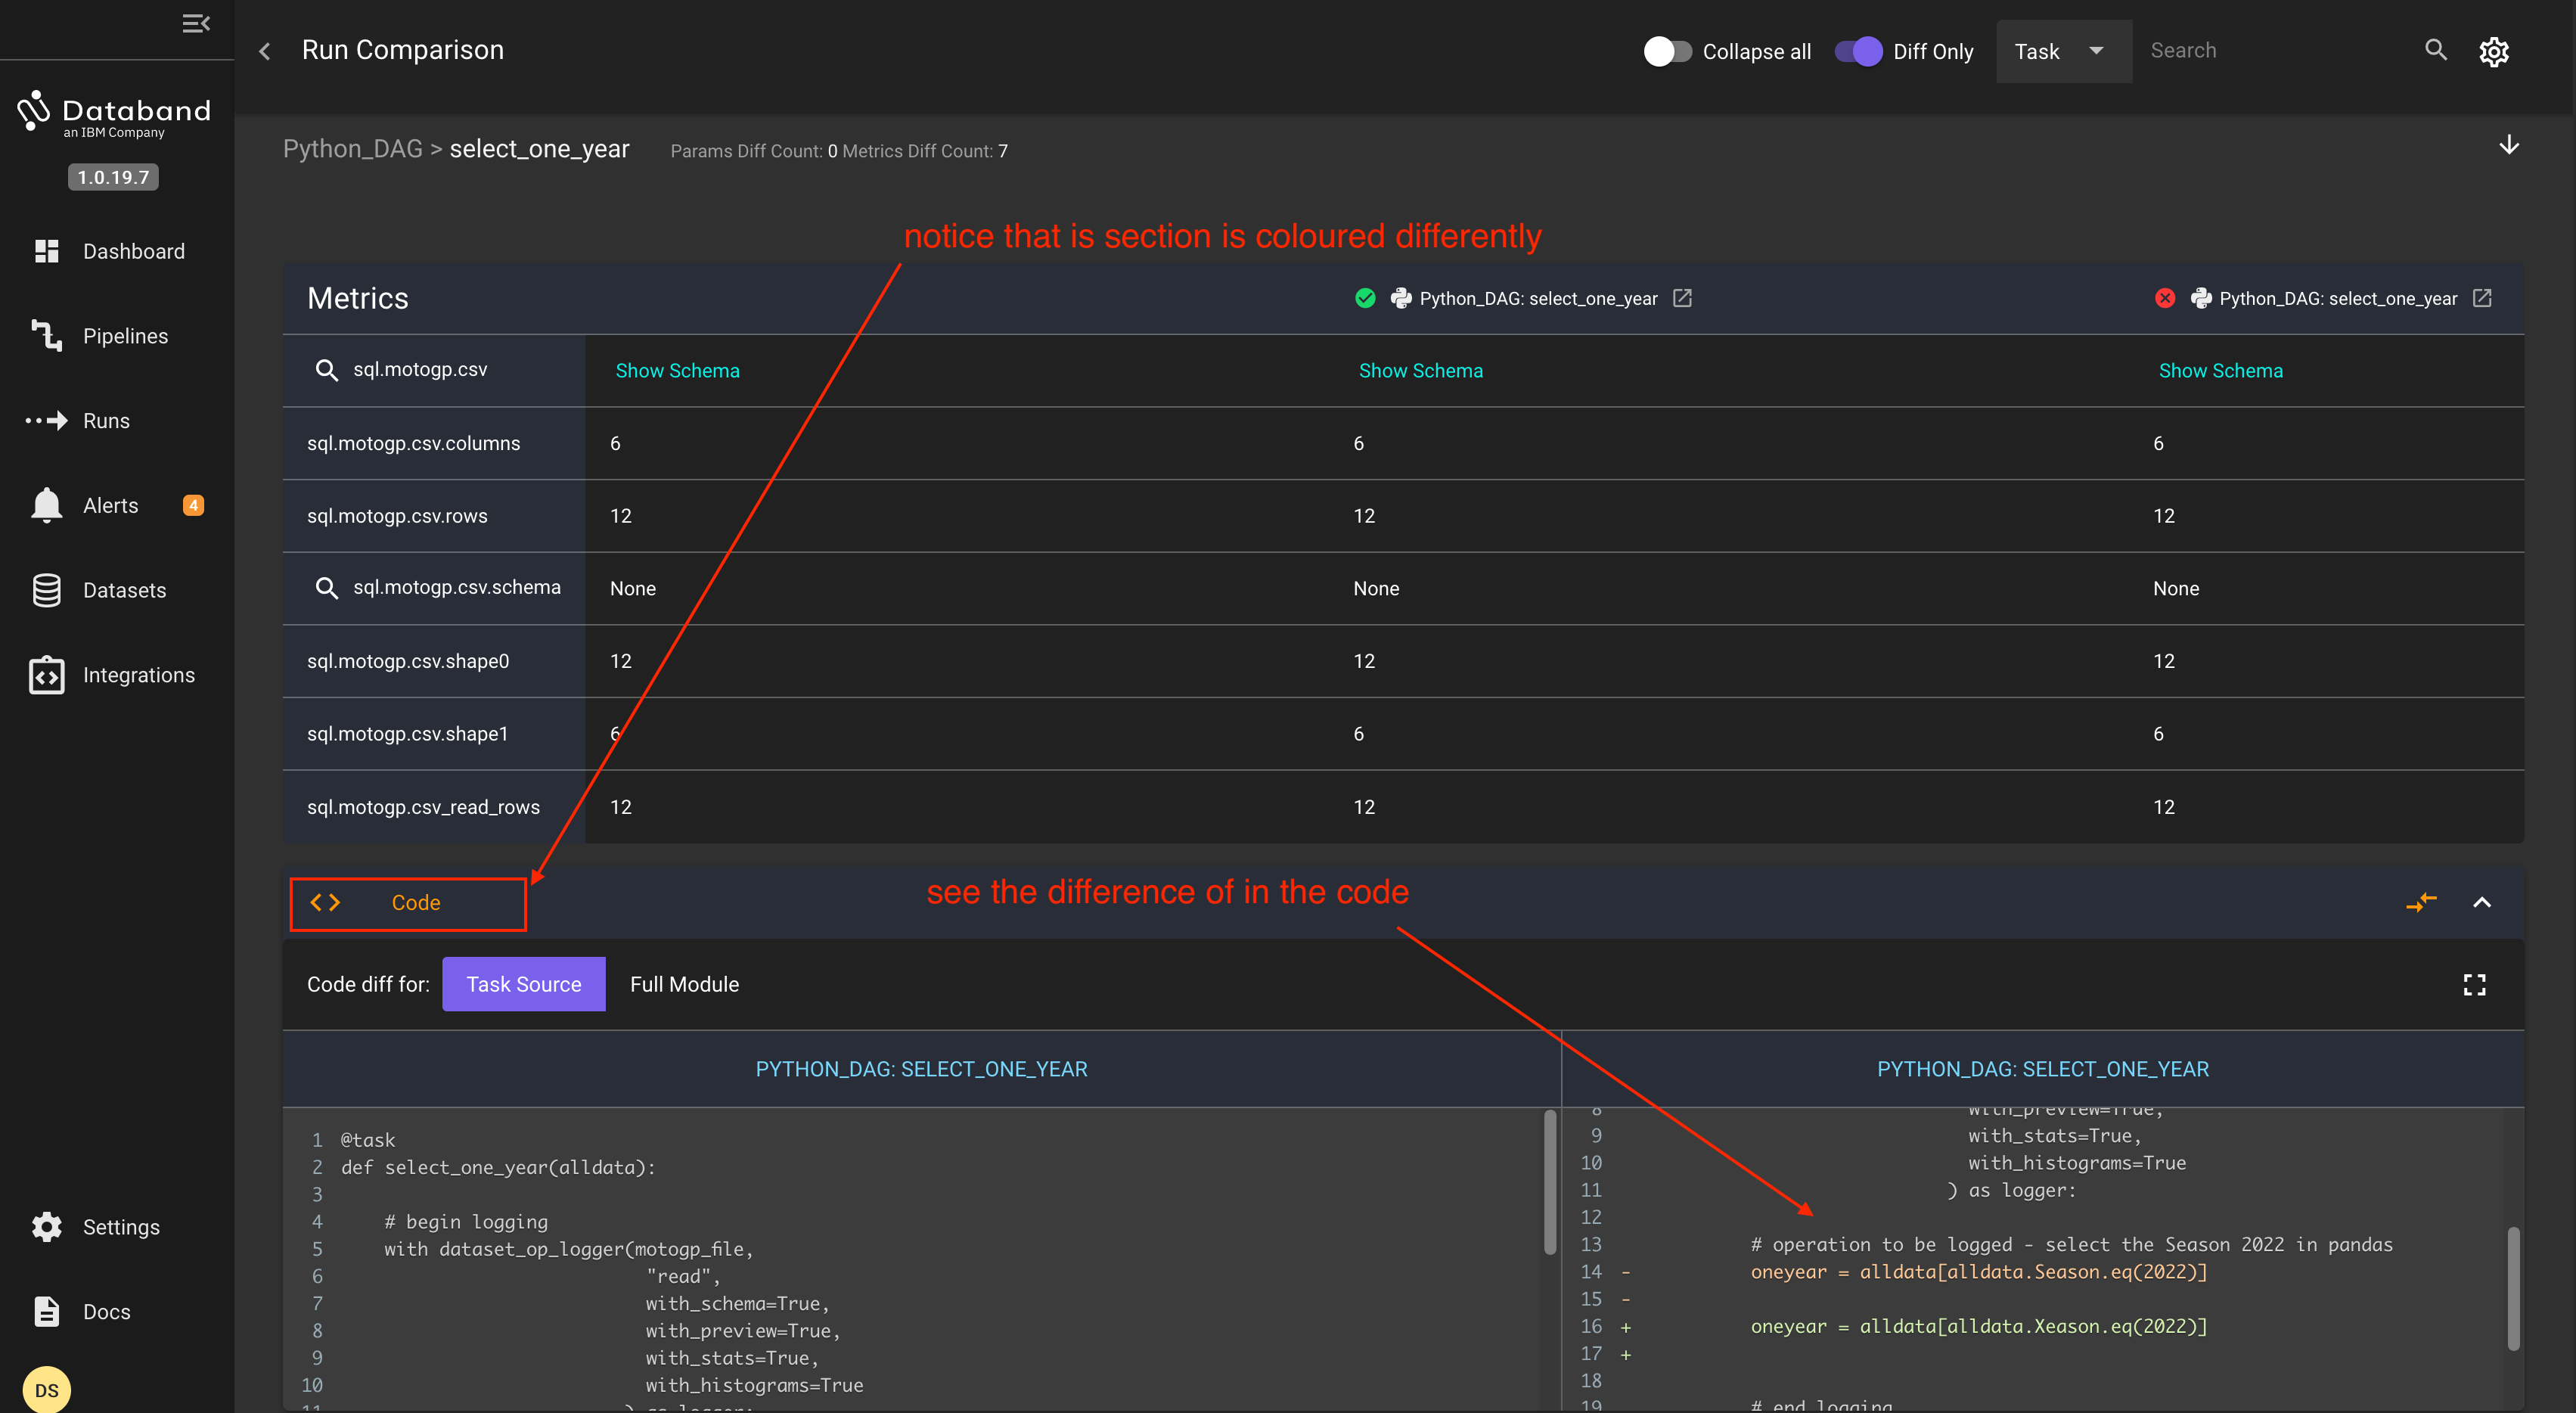 Run Comparison
Collapse all
Diff Only
Task
Search
Databand
an IBM Company
1.0.19.7
Dashboard
Pipelines
Runs
Alerts 4
Datasets
Integrations
Settings
Docs
DS
Python_DAG > select_one_year Params Diff Count: 0 Metrics Diff Count: 7
notice that is section is coloured differently
Metrics Python_DAG: select_one_year Python_DAG: select_one_year
sql.motogp.csv Show Schema Show Schema Show Schema
sql.motogp.csv.columns 6 6 6
sql.motogp.csv.rows 12 12 12
sql.motogp.csv.schema None None None
sql.motogp.csv.shape0 12 12 12
sql.motogp.csv.shape1 6 6 6
sql.motogp.csv_read_rows 12 12 12
<> Code
see the difference of in the code
Code diff for: Task Source Full Module
PYTHON_DAG: SELECT_ONE_YEAR
1 @task
2 def select_one_year(alldata):
3
4 # begin logging
5 with dataset_op_logger(motogp_file,
6 "read",
7 with_schema=True,
8 with_preview=True,
9 with_stats=True,
10 with_histograms=True
11 ) as logger:
PYTHON_DAG: SELECT_ONE_YEAR
8 with_preview=True,
9 with_stats=True,
10 with_histograms=True
11 ) as logger:
12
13 # operation to be logged - select the Season 2022 in pandas
14 - oneyear = alldata[alldata.Season.eq(2022)]
15 -
16 + oneyear = alldata[alldata.Xeason.eq(2022)]
17 +
18
19 # end logging